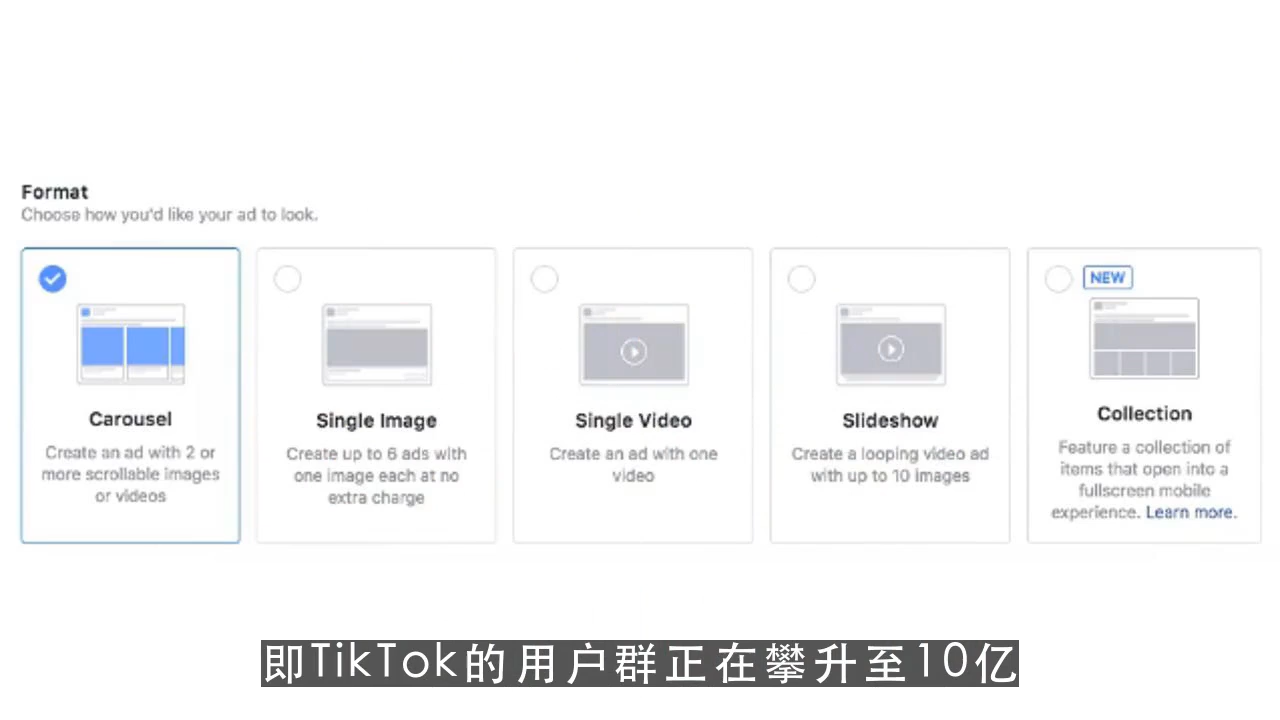 Format
Choose how you'd like your ad to look.
Carousel
Create an ad with 2 or
more scrollable images
or videos
Single Image
Create up to 6 ads with
one image each at no
extra charge
Single Video
Create an ad with one
video
Slideshow
Create a looping video ad
with up to 10 images
NEW
Collection
Feature a collection of
items that open into a
fullscreen mobile
experience. Learn more.
即TikTok的用户群正在攀升至10亿